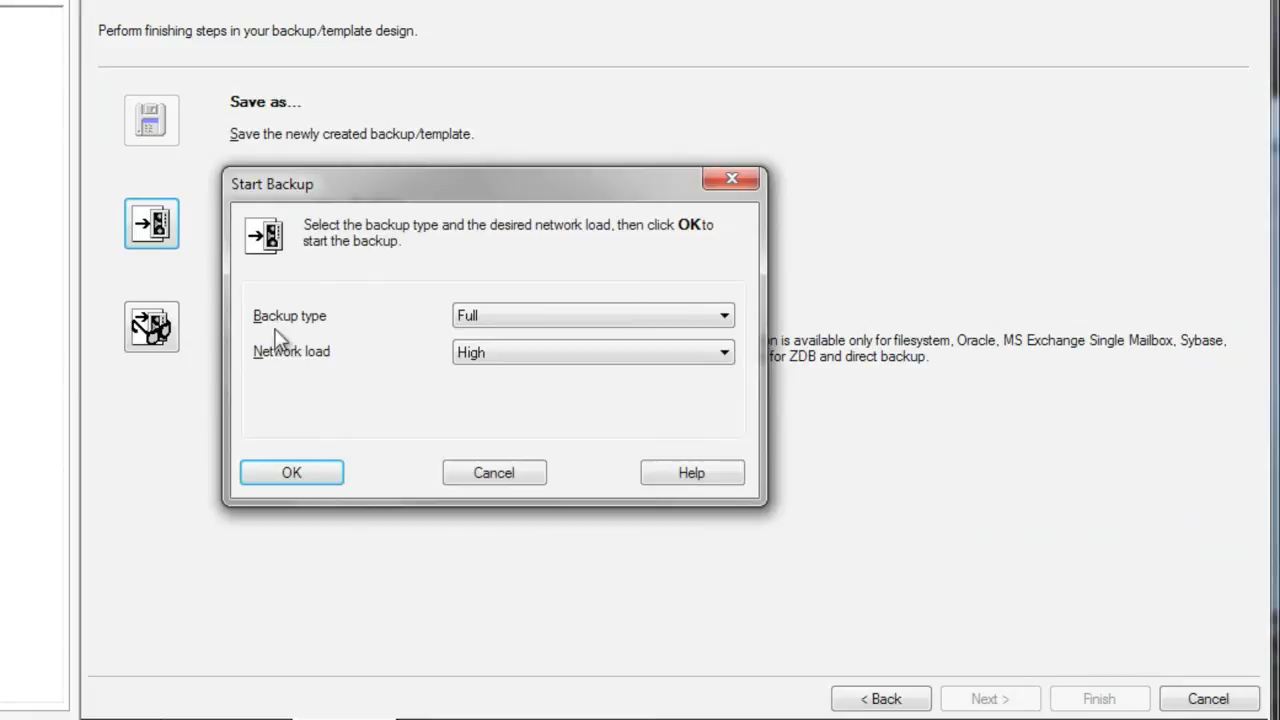 Perform finishing steps in your backup/template design.
Save as...
Save the newly created backup/template.
Start Backup
Select the backup type and the desired network load, then click OK to
start the backup.
Backup type
Full
Network load
High
is available only for filesystem, Oracle, MS Exchange Single Mailbox, Sybase,
for ZDB and direct backup.
OK
Cancel
Help
< Back
Next >
Finish
Cancel